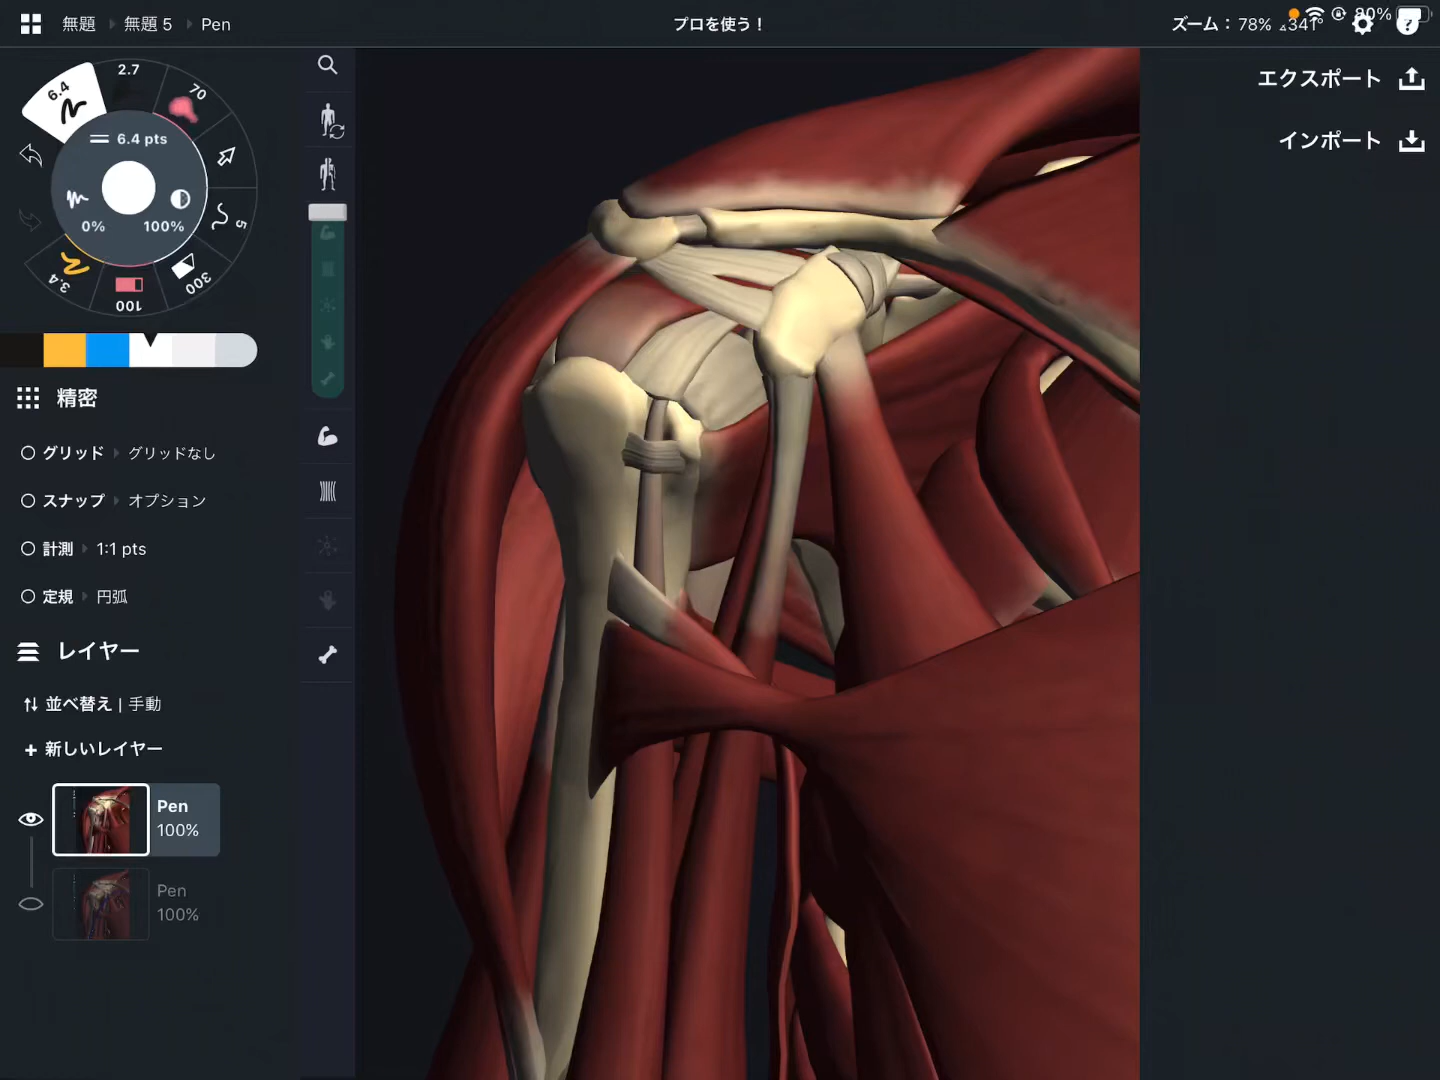 無題 無題 5 Pen
プロを使う！
ズーム：78% 341°
80%
エクスポート
インポート
6.4
2.7
70
6.4 pts
5
0% 100%
3.4
100
300
精密
グリッド グリッドなし
スナップ オプション
計測 1:1 pts
定規 円弧
レイヤー
並べ替え | 手動
+ 新しいレイヤー
Pen
100%
Pen
100%